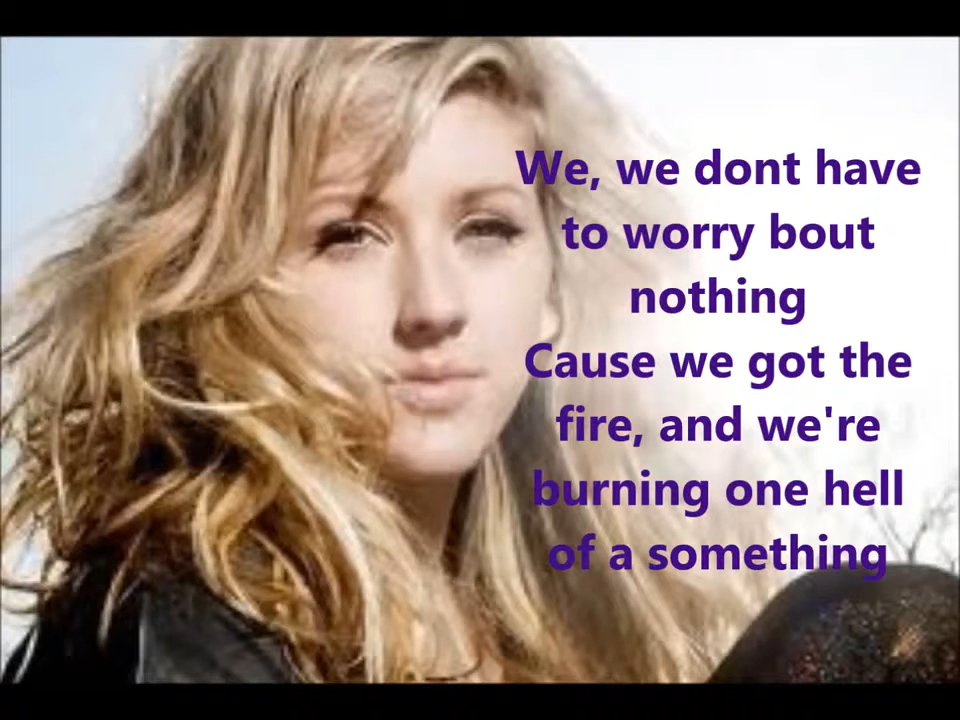 We, we dont have
to worry bout
nothing
Cause we got the
fire, and we're
burning one hell
of a something